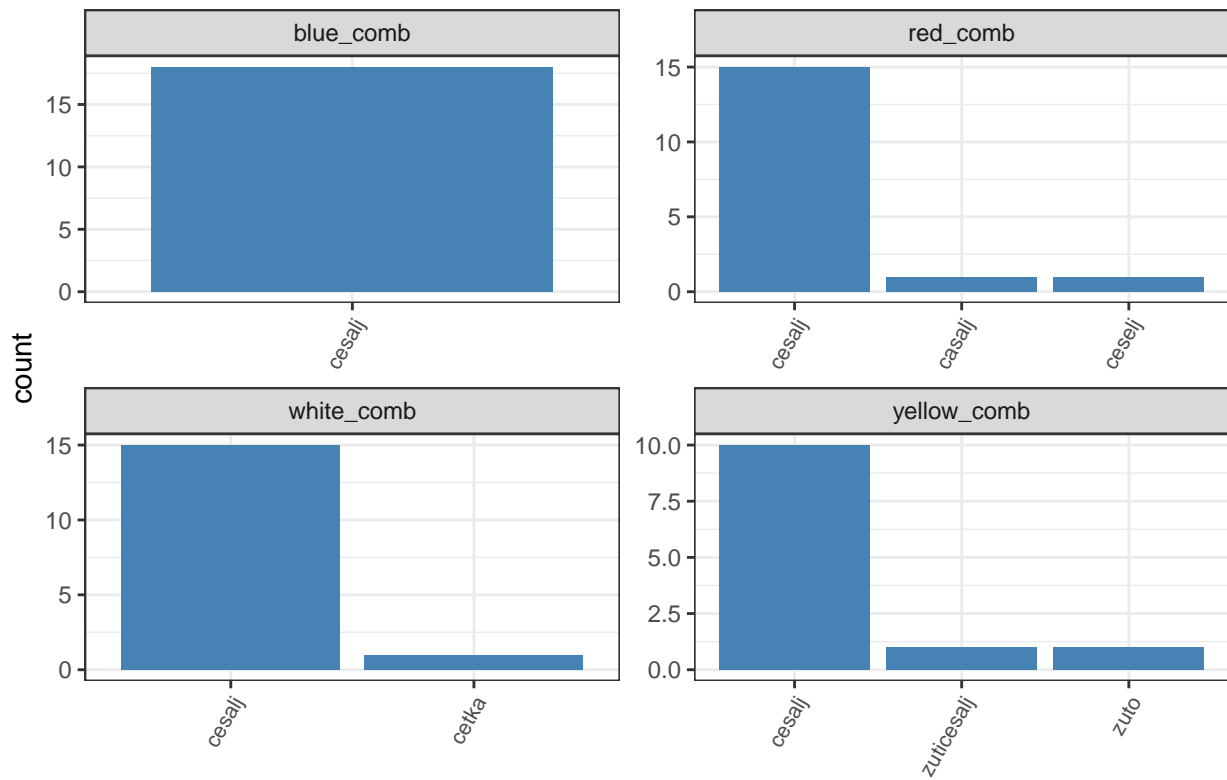 blue_comb
red_comb
15
10
5
0
15
10
5
0
cesalj
cesalj
casalj
ceselj
count
white_comb
yellow_comb
15
10
5
0
10.0
7.5
5.0
2.5
0.0
cesalj
cetka
cesalj
zuticesalj
zuto